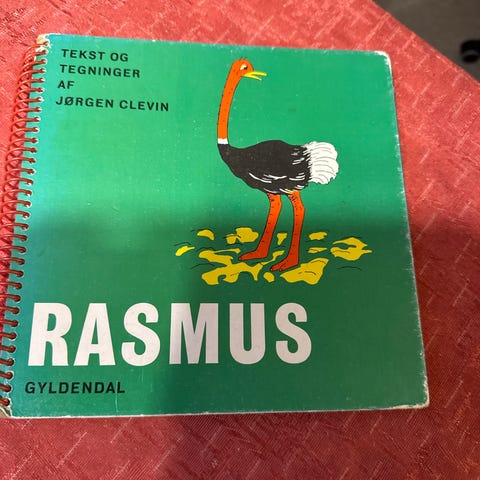 TEKST OG
TEGNINGER
AF
JØRGEN CLEVIN
RASMUS
GYLDENDAL